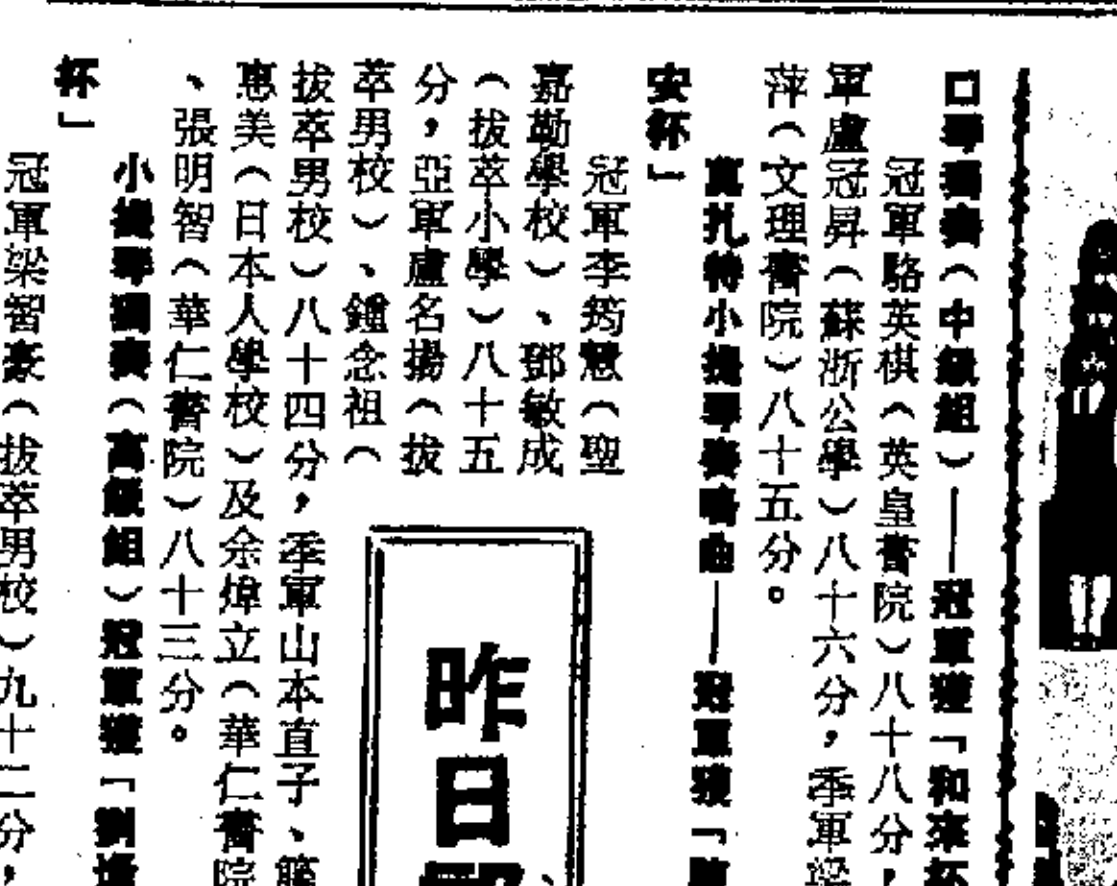 口琴獨奏（中級組）——冠軍獲「和來杯
冠軍駱英棋（英皇書院）八十八分，
軍盧冠昇（蘇浙公學）八十六分，季軍梁
萍（文理書院）八十五分。
莫扎特小提琴奏鳴曲——冠軍獲「
安杯」
冠軍李筠慧（聖
嘉勒學校）、鄧敏成
（拔萃小學）八十五
分，亞軍盧名揚（拔
萃男校）、鍾念祖（
拔萃男校）八十四分，季軍山本直子、
惠美（日本人學校）及余煒立（華仁書院
、張明智（華仁書院）八十三分。
小提琴獨奏（高級組）冠軍獲「劉
杯」
冠軍梁智豪（拔萃男校）九十二分，
昨日